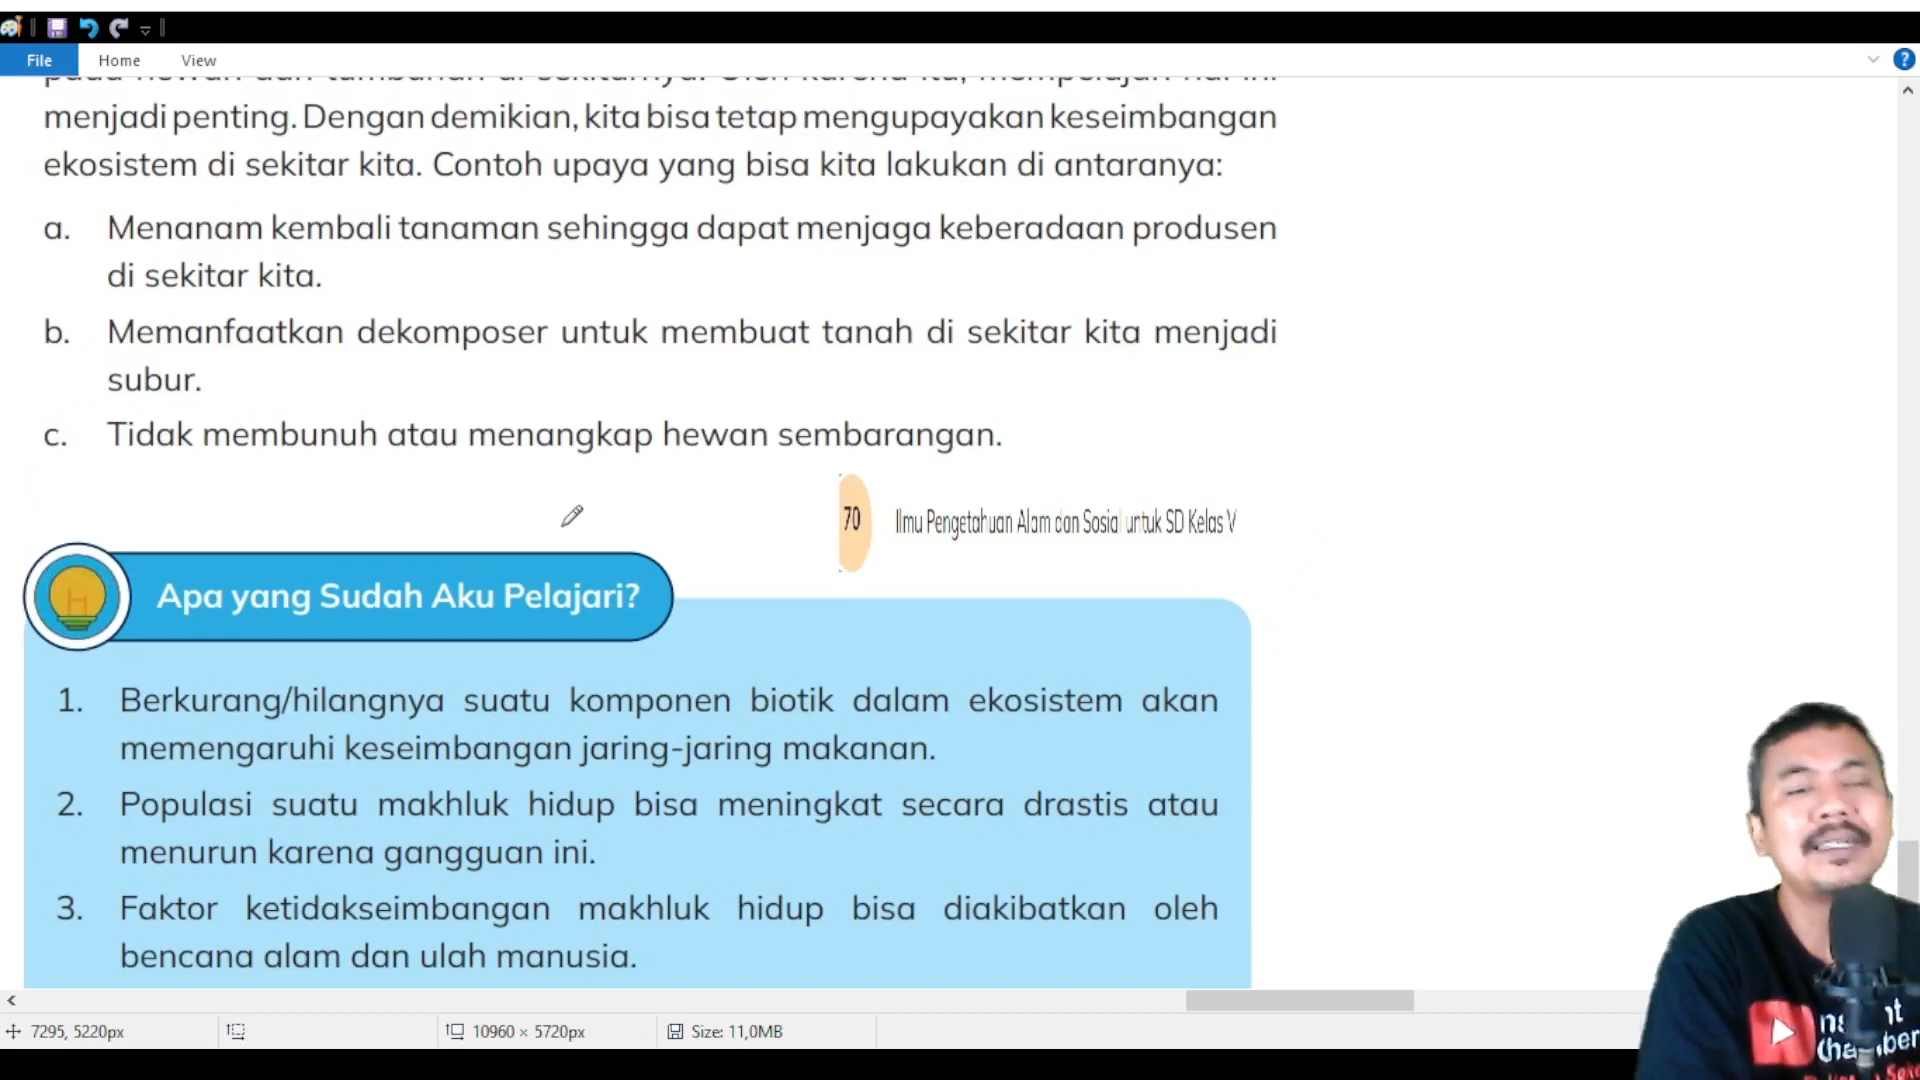 File Home View
menjadi penting. Dengan demikian, kita bisa tetap mengupayakan keseimbangan
ekosistem di sekitar kita. Contoh upaya yang bisa kita lakukan di antaranya:
a. Menanam kembali tanaman sehingga dapat menjaga keberadaan produsen
di sekitar kita.
b. Memanfaatkan dekomposer untuk membuat tanah di sekitar kita menjadi
subur.
c. Tidak membunuh atau menangkap hewan sembarangan.
70 Ilmu Pengetahuan Alam dan Sosial untuk SD Kelas V
Apa yang Sudah Aku Pelajari?
1. Berkurang/hilangnya suatu komponen biotik dalam ekosistem akan
memengaruhi keseimbangan jaring-jaring makanan.
2. Populasi suatu makhluk hidup bisa meningkat secara drastis atau
menurun karena gangguan ini.
3. Faktor ketidakseimbangan makhluk hidup bisa diakibatkan oleh
bencana alam dan ulah manusia.
7295, 5220px 10960 × 5720px Size: 11,0MB